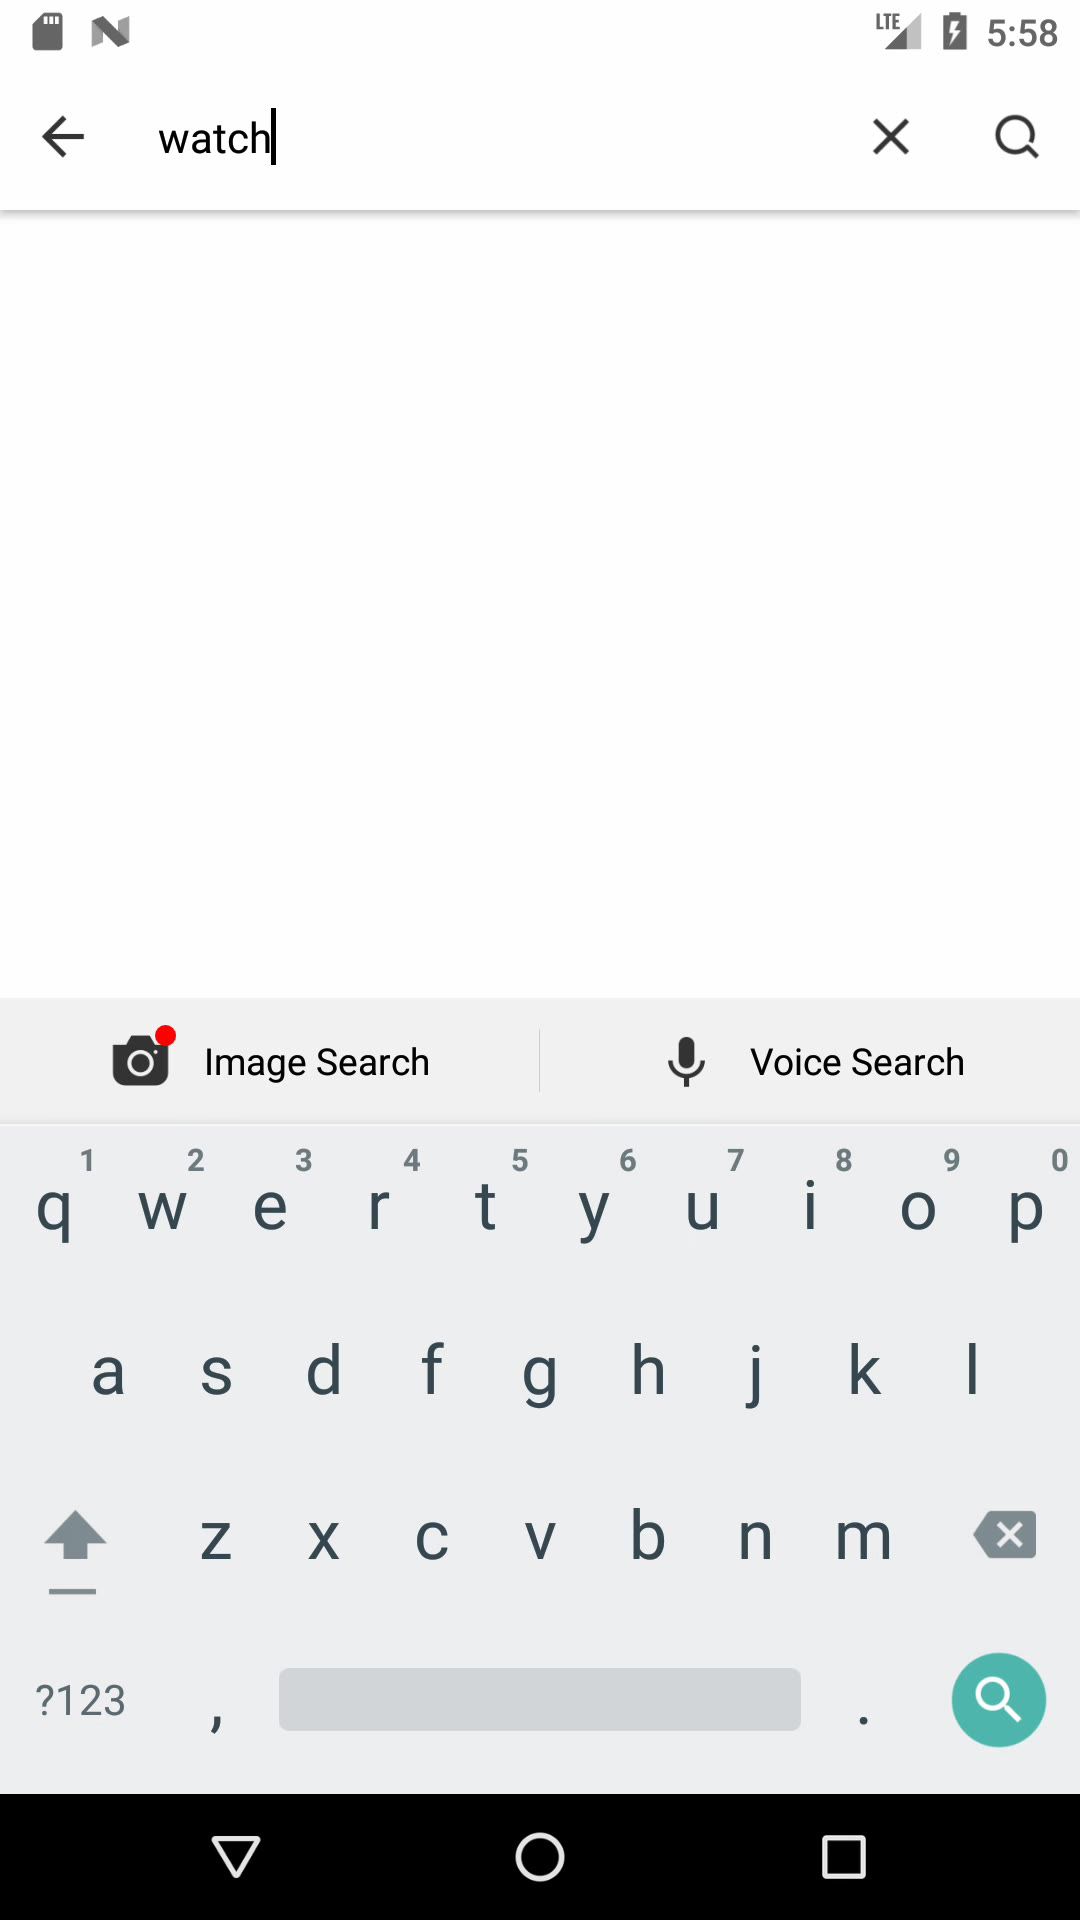 LTE 5:58
watch
Image Search Voice Search
1 2 3 4 5 6 7 8 9 0
q w e r t y u i o p
a s d f g h j k l
z x c v b n m
?123 , .